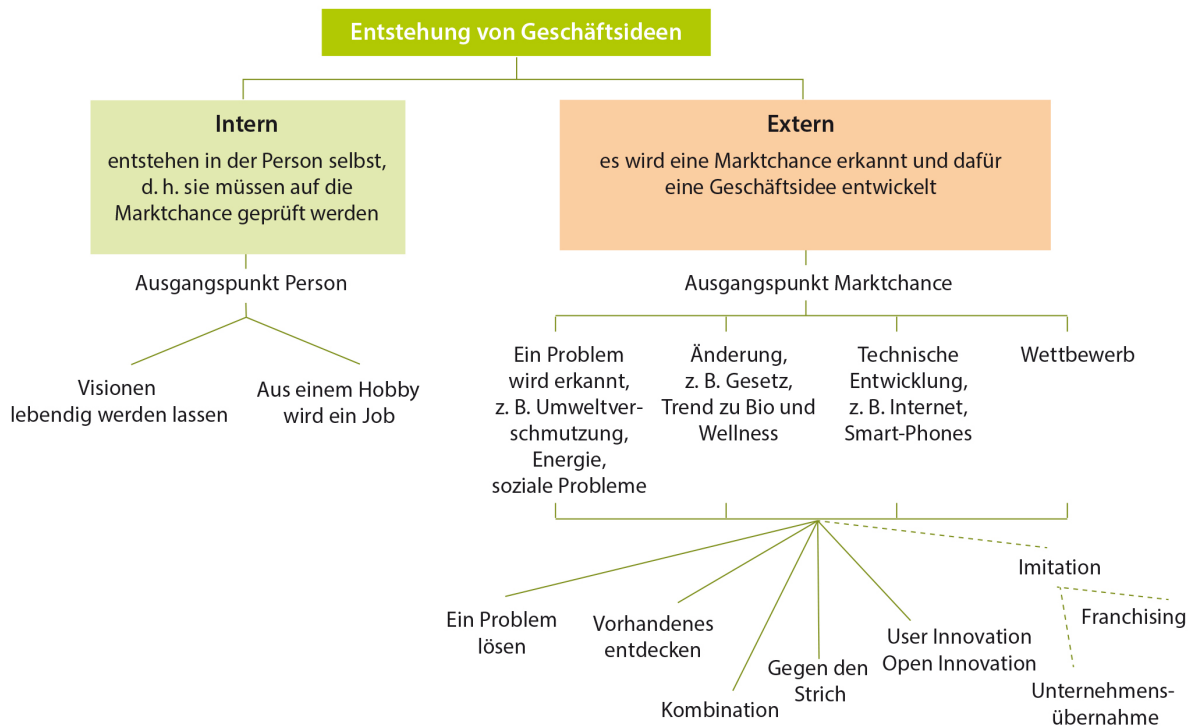 Entstehung von Geschäftsideen
Intern
entstehen in der Person selbst,
d. h. sie müssen auf die
Marktchance geprüft werden
Extern
es wird eine Marktchance erkannt und dafür
eine Geschäftsidee entwickelt
Ausgangspunkt Person
Ausgangspunkt Marktchance
Visionen
lebendig werden lassen
Aus einem Hobby
wird ein Job
Ein Problem
wird erkannt,
z. B. Umweltver-
schmutzung,
Energie,
soziale Probleme
Änderung,
z. B. Gesetz,
Trend zu Bio und
Wellness
Technische
Entwicklung,
z. B. Internet,
Smart-Phones
Wettbewerb
Ein Problem
lösen
Vorhandenes
entdecken
Kombination
Gegen den
Strich
User Innovation
Open Innovation
Imitation
Franchising
Unternehmens-
übernahme